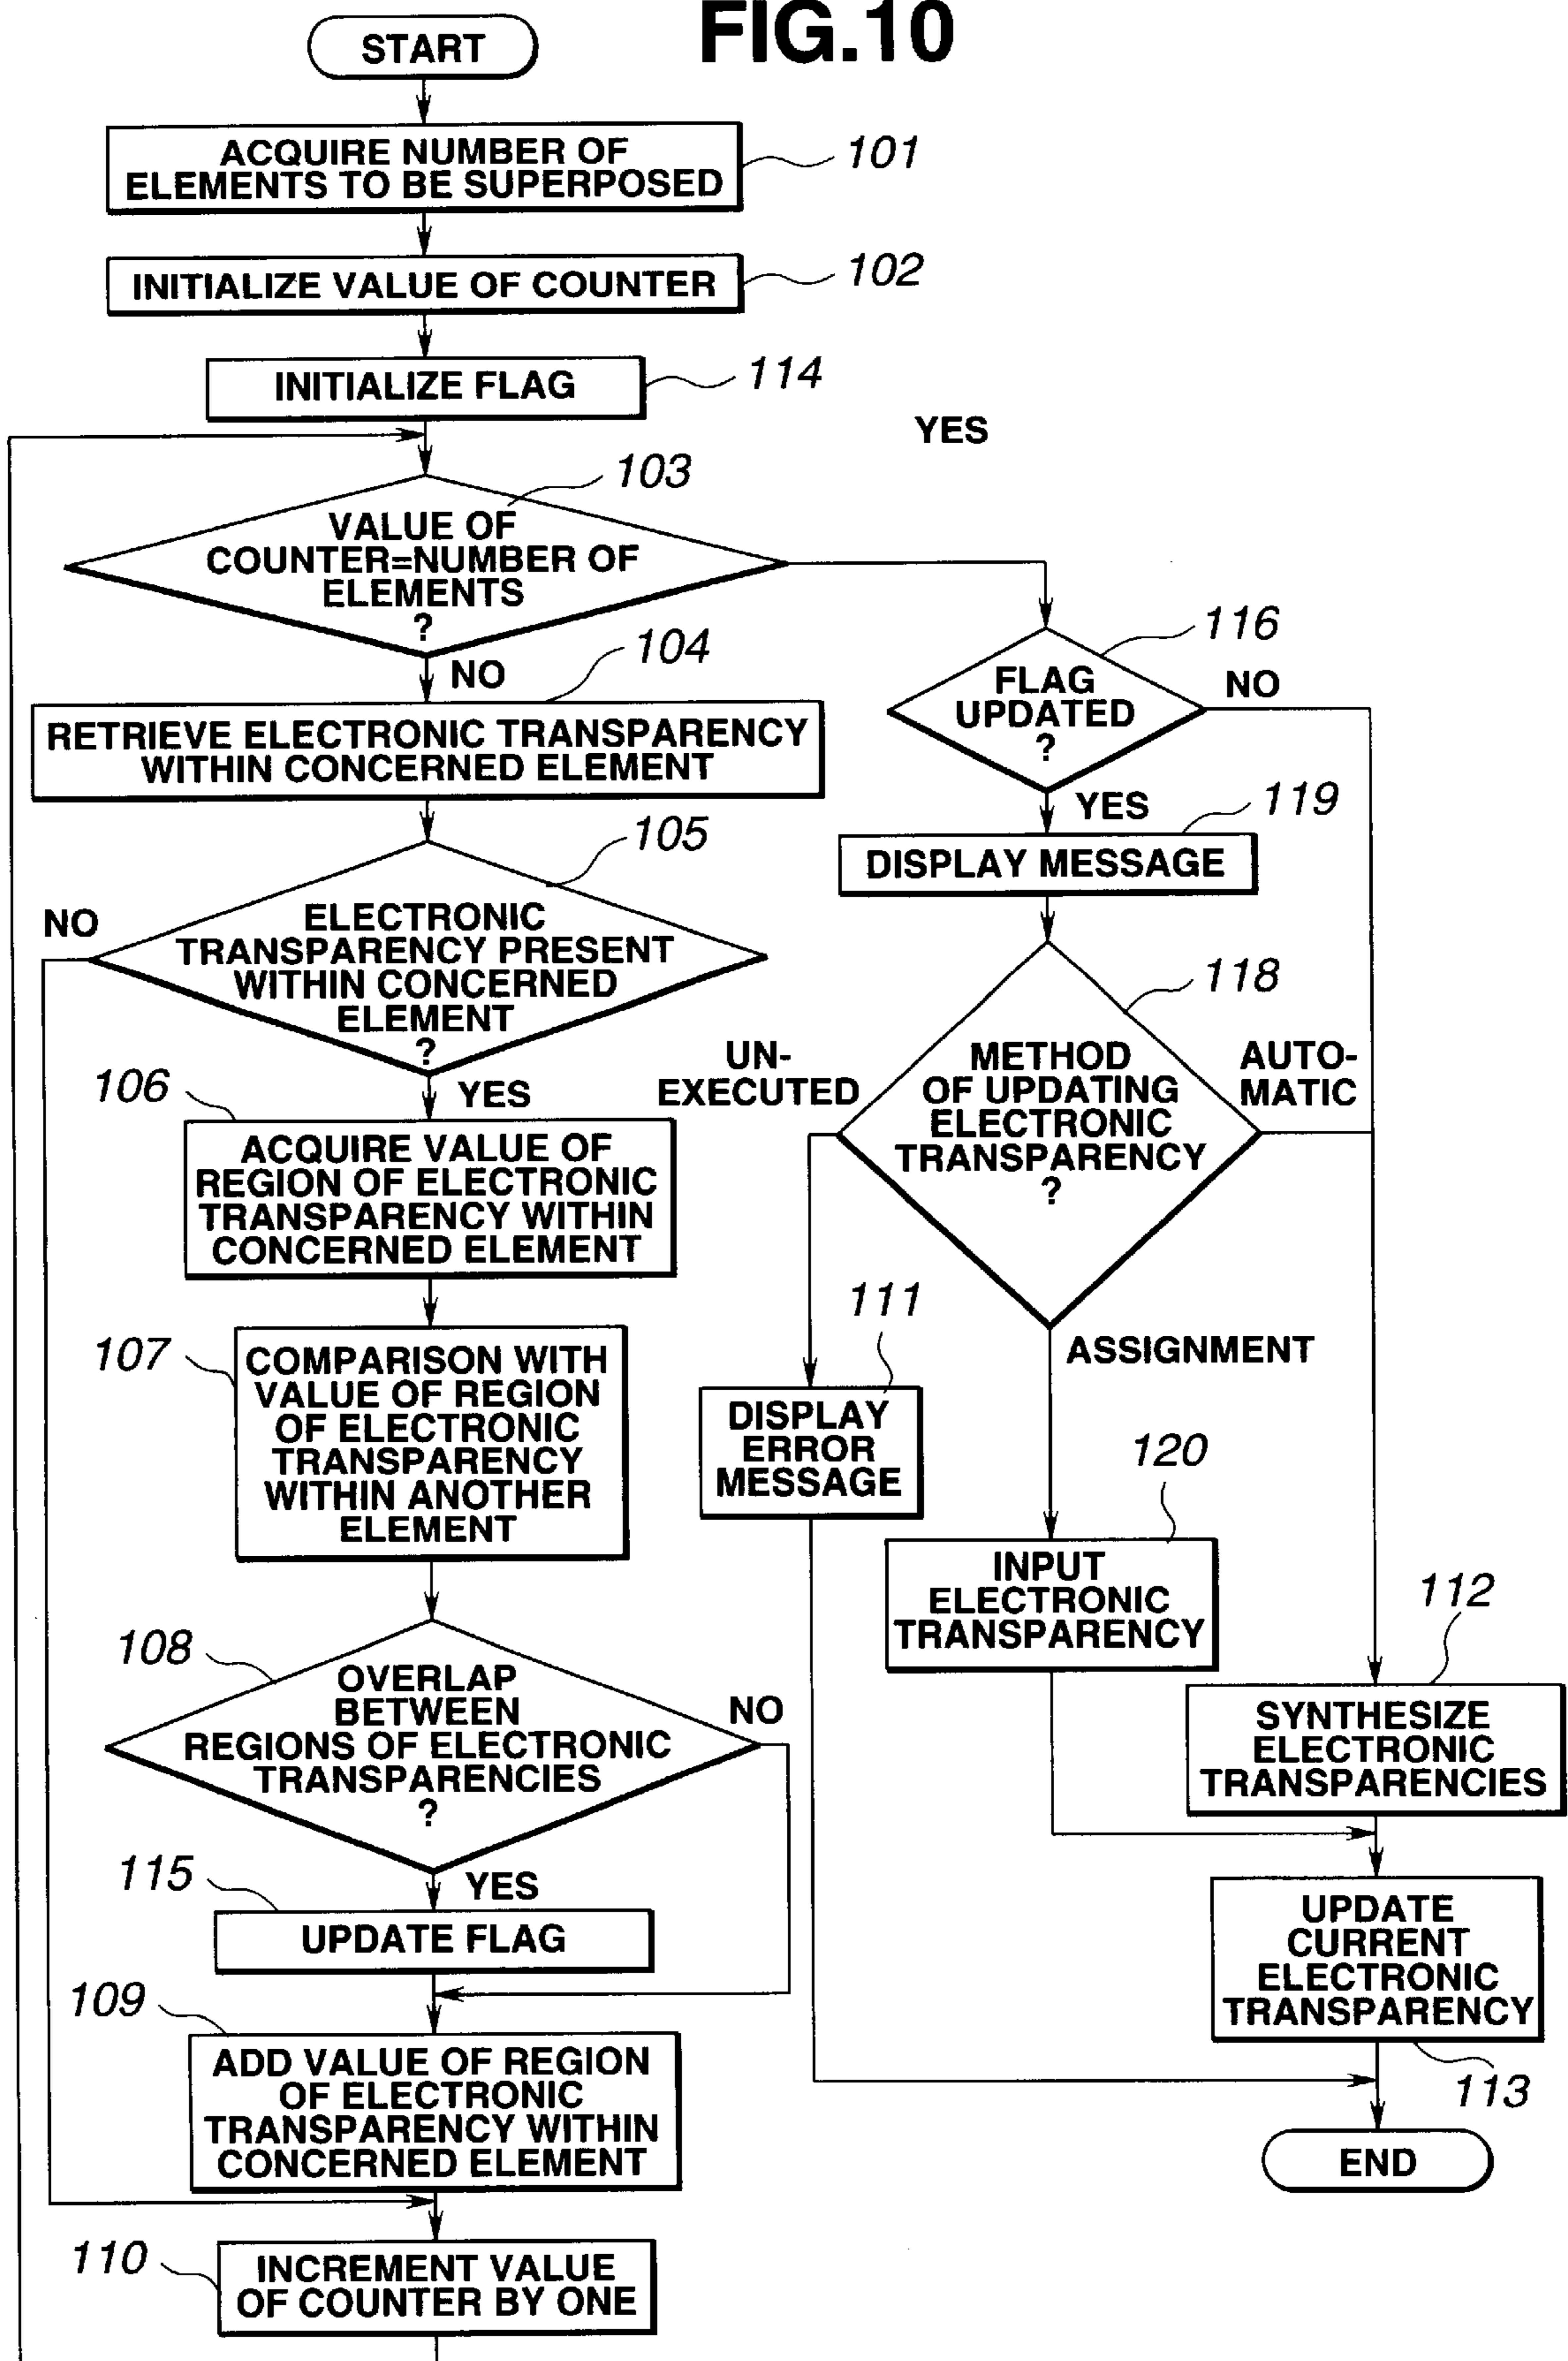 FIG.10
START
ACQUIRE NUMBER OF
ELEMENTS TO BE SUPERPOSED
101
INITIALIZE VALUE OF COUNTER
102
INITIALIZE FLAG
114
YES
103
VALUE OF
COUNTER=NUMBER OF
ELEMENTS
?
NO
104
RETRIEVE ELECTRONIC TRANSPARENCY
WITHIN CONCERNED ELEMENT
105
NO
ELECTRONIC
TRANSPARENCY PRESENT
WITHIN CONCERNED
ELEMENT
?
YES
106
ACQUIRE VALUE OF
REGION OF ELECTRONIC
TRANSPARENCY WITHIN
CONCERNED ELEMENT
107
COMPARISON WITH
VALUE OF REGION
OF ELECTRONIC
TRANSPARENCY
WITHIN ANOTHER
ELEMENT
108
OVERLAP
BETWEEN
REGIONS OF ELECTRONIC
TRANSPARENCIES
?
NO
YES
115
UPDATE FLAG
109
ADD VALUE OF REGION
OF ELECTRONIC
TRANSPARENCY WITHIN
CONCERNED ELEMENT
110
INCREMENT VALUE
OF COUNTER BY ONE
116
FLAG
UPDATED
?
NO
YES
119
DISPLAY MESSAGE
118
METHOD
OF UPDATING
ELECTRONIC
TRANSPARENCY
?
UN-
EXECUTED
AUTO-
MATIC
ASSIGNMENT
111
DISPLAY
ERROR
MESSAGE
120
INPUT
ELECTRONIC
TRANSPARENCY
112
SYNTHESIZE
ELECTRONIC
TRANSPARENCIES
UPDATE
CURRENT
ELECTRONIC
TRANSPARENCY
113
END